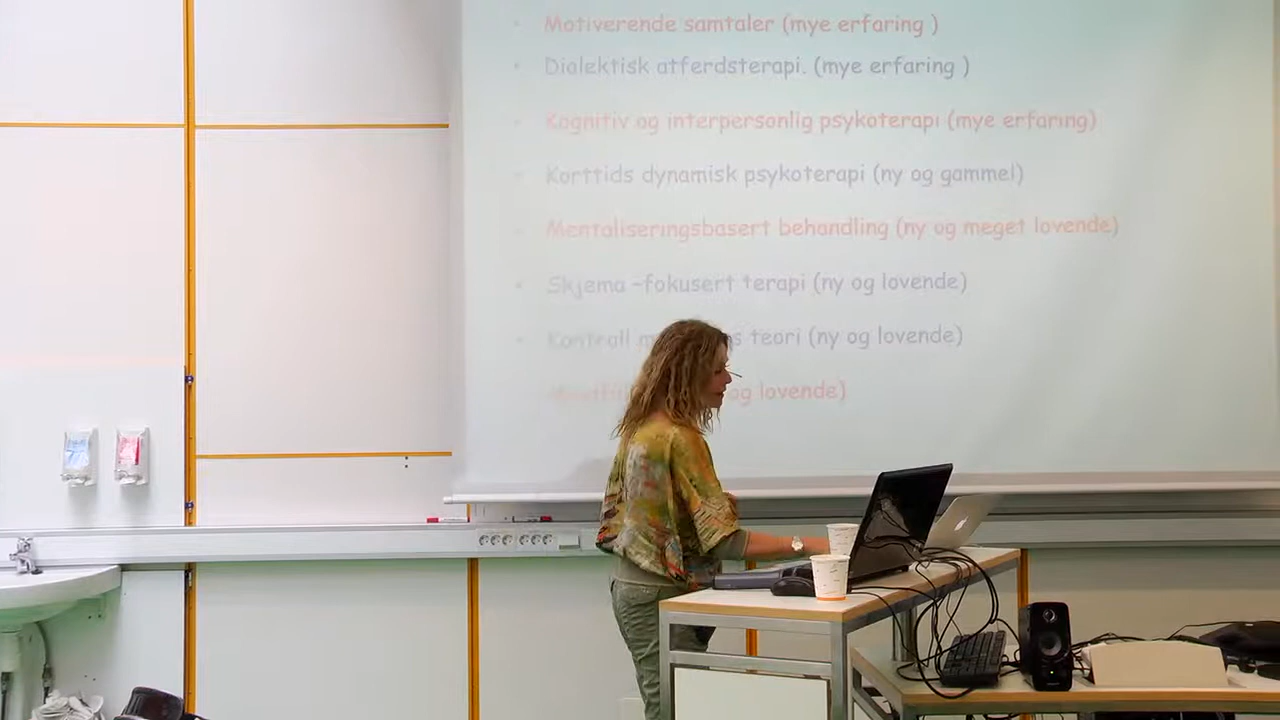 • Motiverende samtaler (mye erfaring )
• Dialektisk atferdsterapi. (mye erfaring )
• Kognitiv og interpersonlig psykoterapi (mye erfaring)
• Korttids dynamisk psykoterapi (ny og gammel)
• Mentaliseringsbasert behandling (ny og meget lovende)
• Skjema -fokusert terapi (ny og lovende)
• Kontroll teori (ny og lovende)
og lovende)